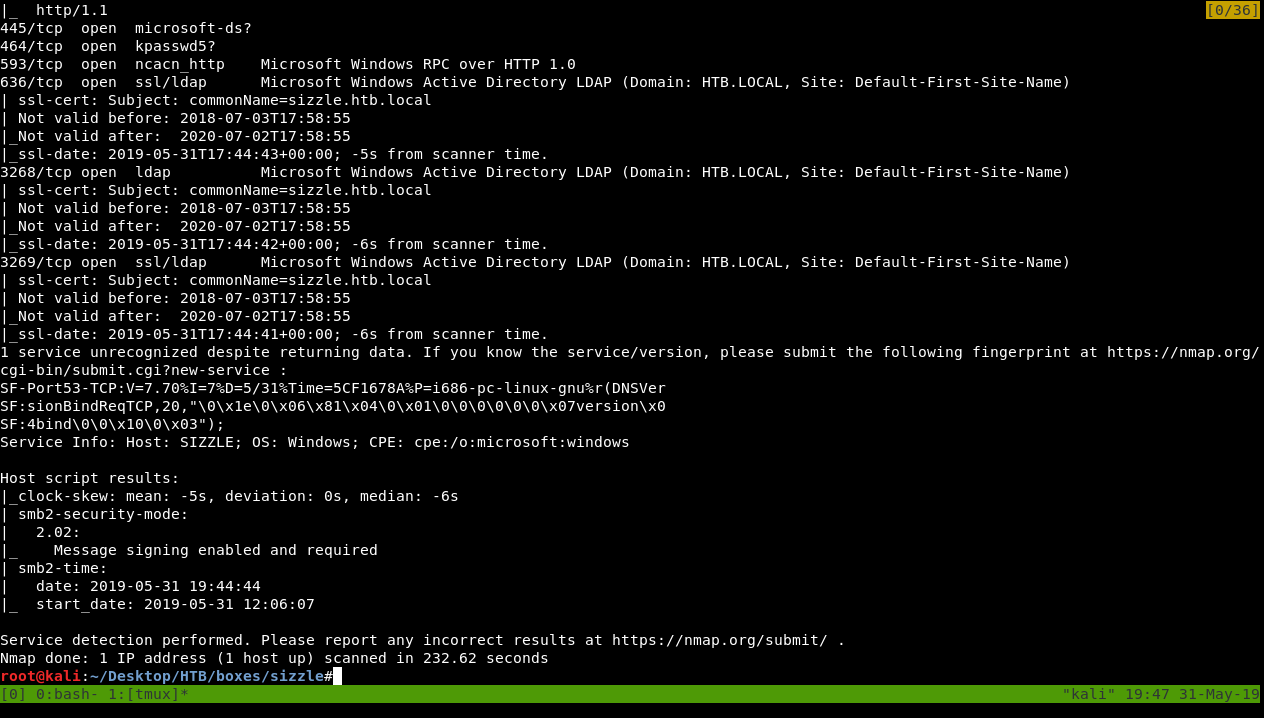 |_  http/1.1 [0/36]
445/tcp  open  microsoft-ds?
464/tcp  open  kpasswd5?
593/tcp  open  ncacn_http    Microsoft Windows RPC over HTTP 1.0
636/tcp  open  ssl/ldap      Microsoft Windows Active Directory LDAP (Domain: HTB.LOCAL, Site: Default-First-Site-Name)
| ssl-cert: Subject: commonName=sizzle.htb.local
| Not valid before: 2018-07-03T17:58:55
|_Not valid after:  2020-07-02T17:58:55
|_ssl-date: 2019-05-31T17:44:43+00:00; -5s from scanner time.
3268/tcp open  ldap          Microsoft Windows Active Directory LDAP (Domain: HTB.LOCAL, Site: Default-First-Site-Name)
| ssl-cert: Subject: commonName=sizzle.htb.local
| Not valid before: 2018-07-03T17:58:55
|_Not valid after:  2020-07-02T17:58:55
|_ssl-date: 2019-05-31T17:44:42+00:00; -6s from scanner time.
3269/tcp open  ssl/ldap      Microsoft Windows Active Directory LDAP (Domain: HTB.LOCAL, Site: Default-First-Site-Name)
| ssl-cert: Subject: commonName=sizzle.htb.local
| Not valid before: 2018-07-03T17:58:55
|_Not valid after:  2020-07-02T17:58:55
|_ssl-date: 2019-05-31T17:44:41+00:00; -6s from scanner time.
1 service unrecognized despite returning data. If you know the service/version, please submit the following fingerprint at https://nmap.org/
cgi-bin/submit.cgi?new-service :
SF-Port53-TCP:V=7.70%I=7%D=5/31%Time=5CF1678A%P=i686-pc-linux-gnu%r(DNSVer
SF:sionBindReqTCP,20,"\0\x1e\0\x06\x81\x04\0\x01\0\0\0\0\0\0\x07version\x0
SF:4bind\0\0\x10\0\x03");
Service Info: Host: SIZZLE; OS: Windows; CPE: cpe:/o:microsoft:windows

Host script results:
|_clock-skew: mean: -5s, deviation: 0s, median: -6s
| smb2-security-mode:
|   2.02:
|_    Message signing enabled and required
| smb2-time:
|   date: 2019-05-31 19:44:44
|_  start_date: 2019-05-31 12:06:07

Service detection performed. Please report any incorrect results at https://nmap.org/submit/ .
Nmap done: 1 IP address (1 host up) scanned in 232.62 seconds
root@kali:~/Desktop/HTB/boxes/sizzle#
[0] 0:bash- 1:[tmux]* "kali" 19:47 31-May-19